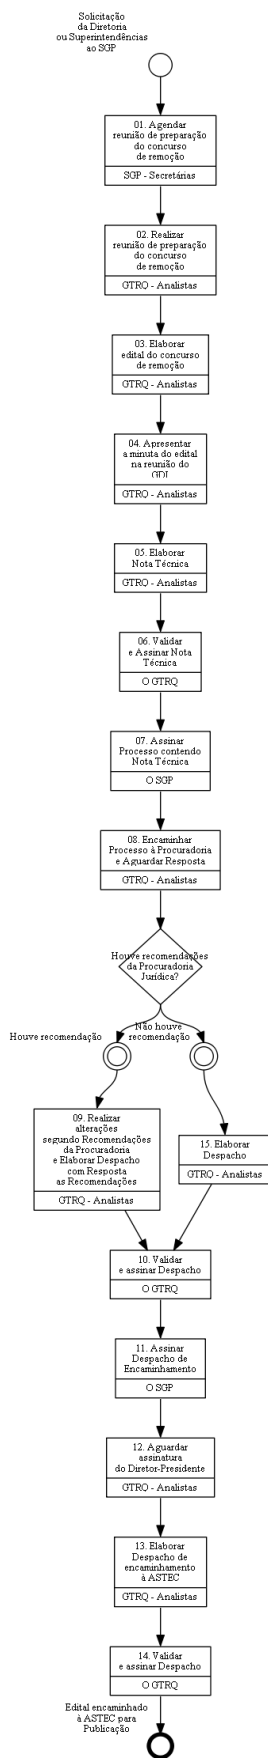 Solicitação
da Diretoria
ou Superintendências
ao SGP
01. Agendar
reunião de preparação
do concurso
de remoção
SGP - Secretárias
02. Realizar
reunião de preparação
do concurso
de remoção
GTRQ - Analistas
03. Elaborar
edital do concurso
de remoção
GTRQ - Analistas
04. Apresentar
a minuta do edital
na reunião do
GDI
GTRQ - Analistas
05. Elaborar
Nota Técnica
GTRQ - Analistas
06. Validar
e Assinar Nota
Técnica
O GTRQ
07. Assinar
Processo contendo
Nota Técnica
O SGP
08. Encaminhar
Processo à Procuradoria
e Aguardar Resposta
GTRQ - Analistas
Houve recomendações
da Procuradoria
Jurídica?
Houve recomendação
Não houve
recomendação
09. Realizar
alterações
segundo Recomendações
da Procuradoria
e Elaborar Despacho
com Resposta
as Recomendações
GTRQ - Analistas
15. Elaborar
Despacho
GTRQ - Analistas
10. Validar
e assinar Despacho
O GTRQ
11. Assinar
Despacho de
Encaminhamento
O SGP
12. Aguardar
assinatura
do Diretor-Presidente
GTRQ - Analistas
13. Elaborar
Despacho de
encaminhamento
à ASTEC
GTRQ - Analistas
14. Validar
e assinar Despacho
O GTRQ
Edital encaminhado
à ASTEC para
Publicação